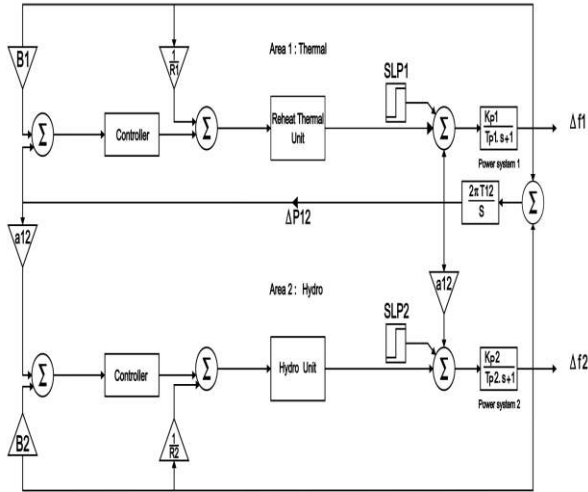 B1
1
R1
Area 1 : Thermal
SLP1
Σ
Controller
Σ
Reheat Thermal
Unit
Σ
Kp1
Tp1.s+1
Δf1
Power system 1
2π T12
S
Σ
ΔP12
a12
a12
Area 2 : Hydro
SLP2
Σ
Controller
Σ
Hydro Unit
Σ
Kp2
Tp2.s+1
Δf2
Power system 2
B2
1
R2